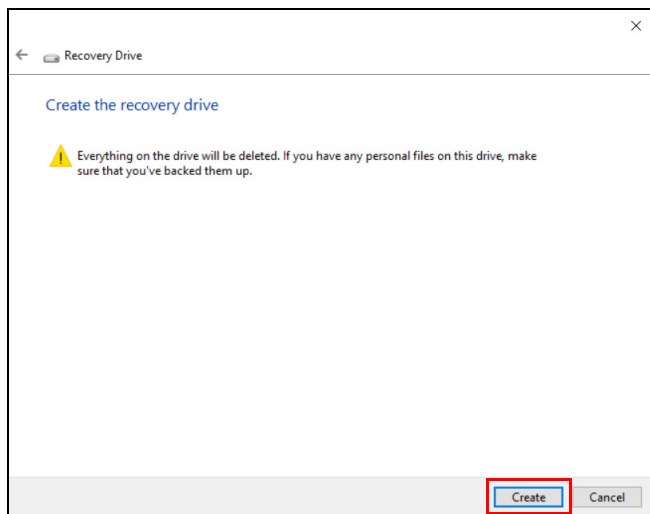 Recovery Drive
Create the recovery drive
Everything on the drive will be deleted. If you have any personal files on this drive, make
sure that you've backed them up.
Create
Cancel